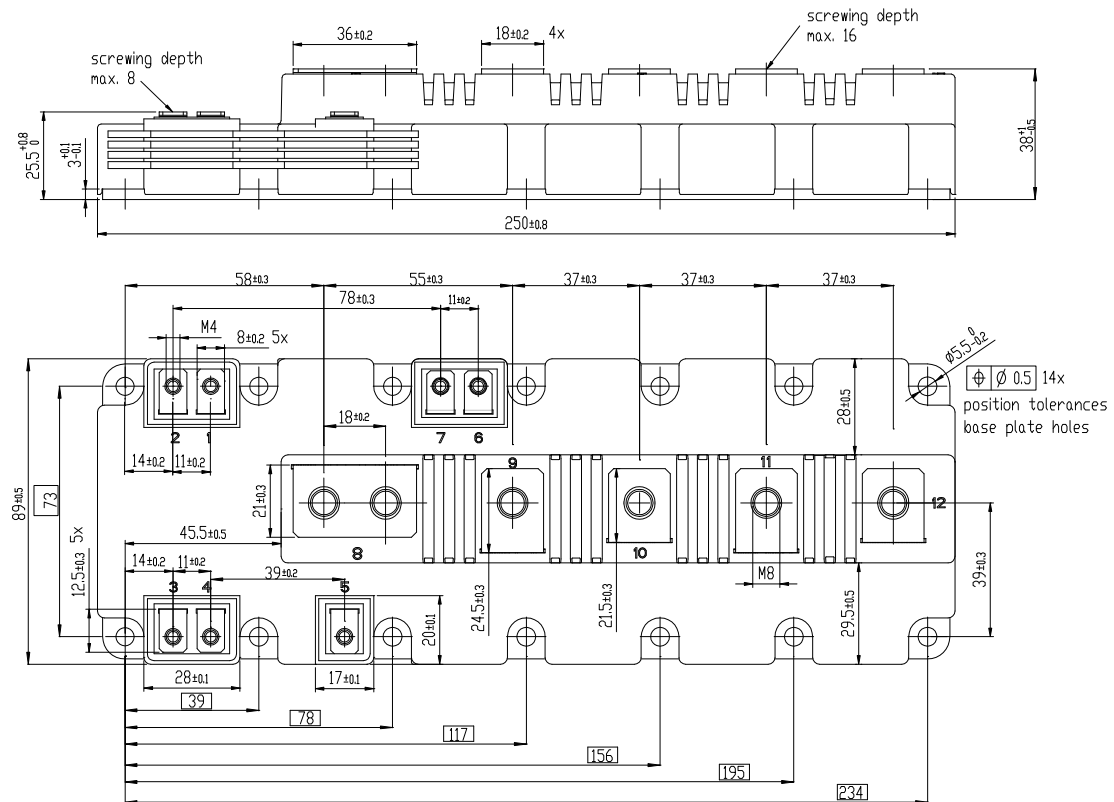 screwing depth
max. 16
36±0.2
18±0.2 4x
screwing depth
max. 8
25.5 +0.8 0
3 +0.1 -0.1
38 +1 -0.5
250±0.8
58±0.3
55±0.3
37±0.3
37±0.3
37±0.3
78±0.3
11±0.2
M4
8±0.2 5x
Ø5.5 0 -0.2
⌖ Ø 0.5 14x
position tolerances
base plate holes
18±0.2
28±0.5
2 1
7 6
14±0.2
11±0.2
9
11
89±0.5
73
21±0.3
12
45.5±0.5
8
10
12.5±0.3 5x
14±0.2
11±0.2
39±0.2
M8
39±0.3
3 4
5
24.5±0.3
21.5±0.3
29.5±0.5
20±0.1
28±0.1
17±0.1
39
78
117
156
195
234